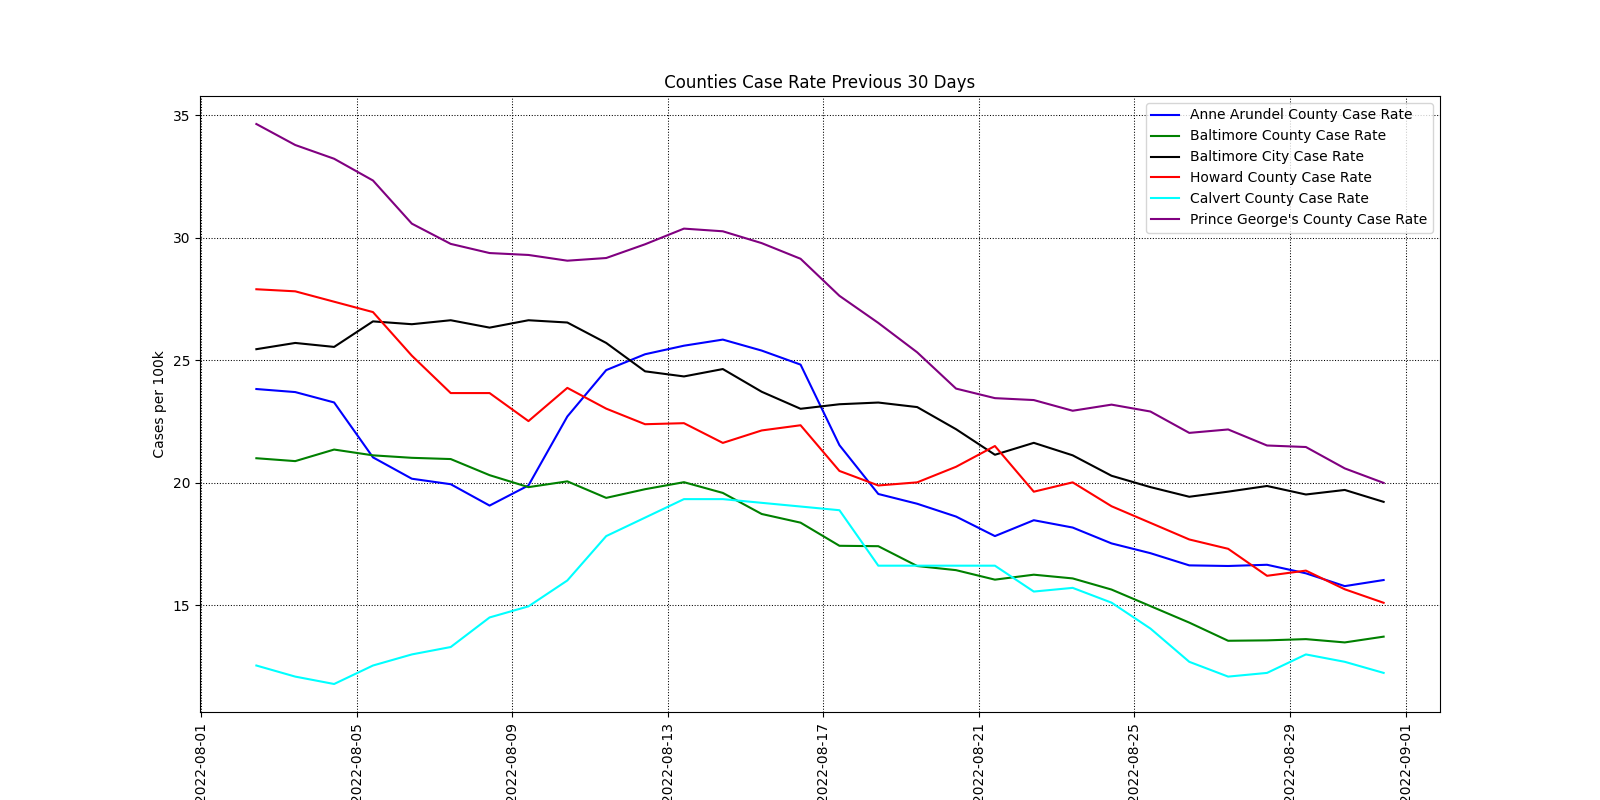 Counties Case Rate Previous 30 Days
Anne Arundel County Case Rate
Baltimore County Case Rate
Baltimore City Case Rate
Howard County Case Rate
Calvert County Case Rate
Prince George's County Case Rate
Cases per 100k
35
30
25
20
15
2022-08-01
2022-08-05
2022-08-09
2022-08-13
2022-08-17
2022-08-21
2022-08-25
2022-08-29
2022-09-01